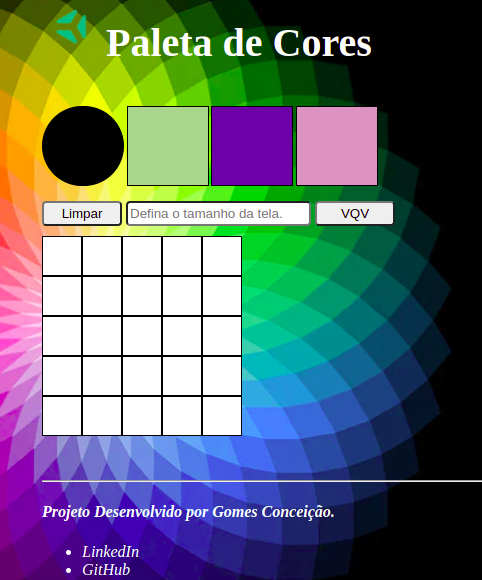 Paleta de Cores
Limpar
Defina o tamanho da tela.
VQV
Projeto Desenvolvido por Gomes Conceição.
LinkedIn
GitHub